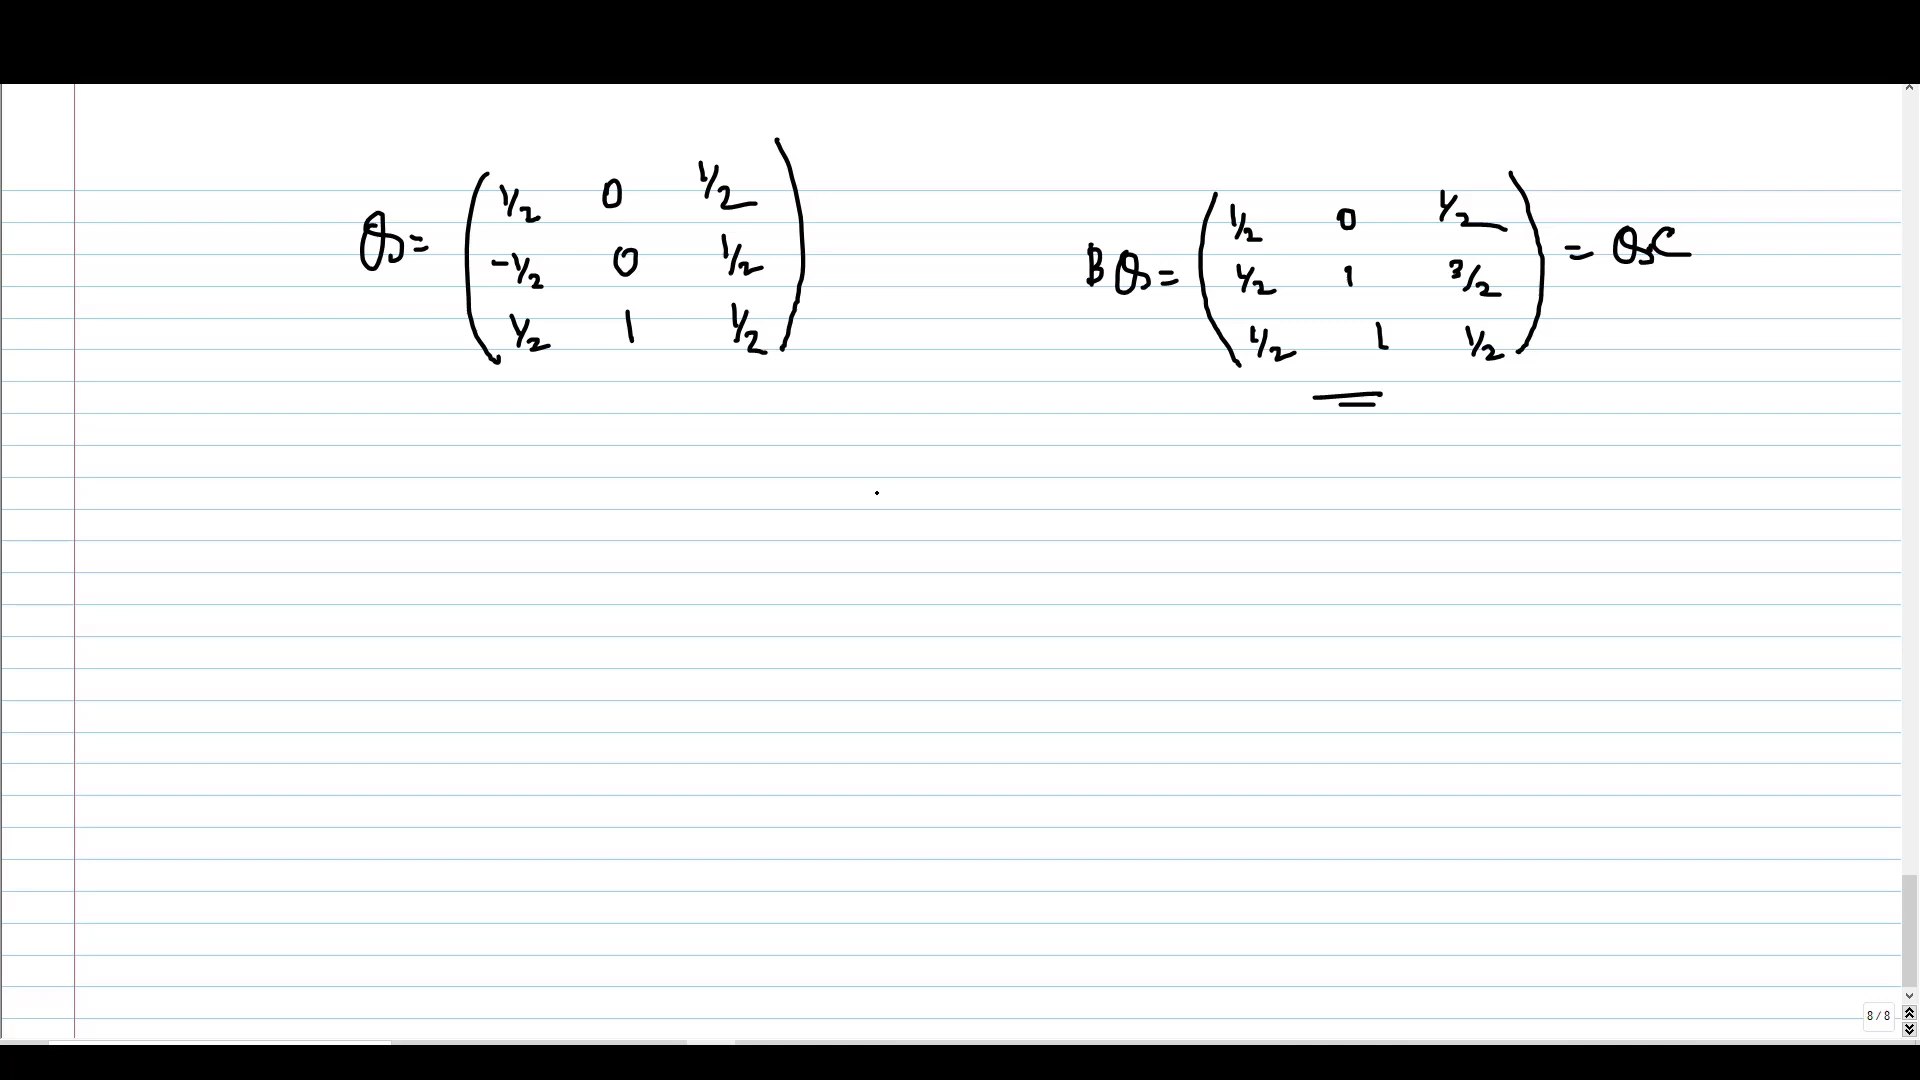 Q = ( 1/2 0 1/2
-1/2 0 1/2
1/2 1 1/2 )
BQ = ( 1/2 0 1/2
1/2 1 3/2
1/2 1 1/2 ) = QC
8 / 8